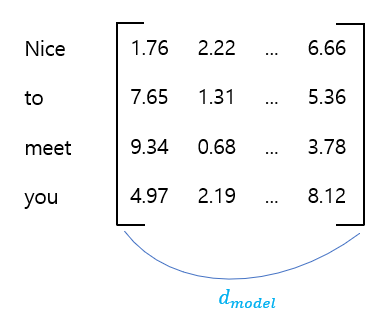 Nice 1.76 2.22 ... 6.66
to 7.65 1.31 ... 5.36
meet 9.34 0.68 ... 3.78
you 4.97 2.19 ... 8.12
d_model